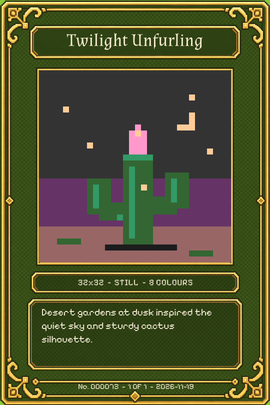 Twilight Unfurling
32x32 - STILL - 8 COLOURS
Desert gardens at dusk inspired the
quiet sky and sturdy cactus
silhouette.
No. 000073 - 1 OF 1 - 2026-11-19